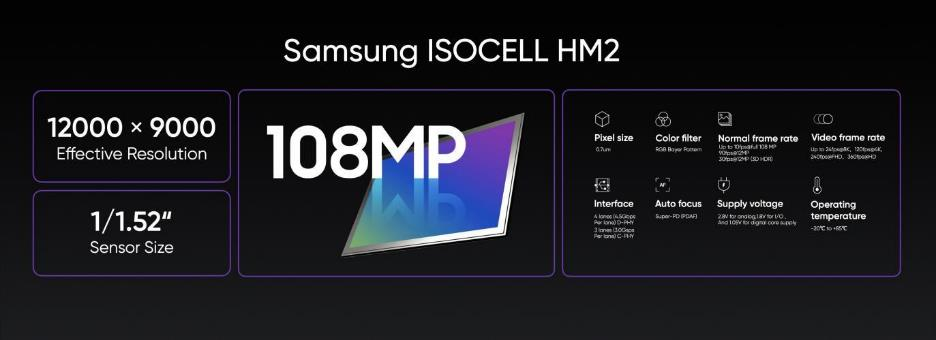 Samsung ISOCELL HM2
12000 × 9000
Effective Resolution
1/1.52“
Sensor Size
108MP
Pixel size
0.7um
Color filter
RGB Bayer Pattern
Normal frame rate
Up to 10fps@full 108 MP
90fps@12MP
30fps@12MP (3D HDR)
Video frame rate
Up to 24fps@8K, 120fps@4K,
240fps@FHD, 360fps@HD
Interface
4 lanes (4.5Gbps
Per lane) D-PHY
3 lanes (3.0Gsps
Per lane) C-PHY
AF
Auto focus
Super-PD (PDAF)
Supply voltage
2.8V for analog,1.8V for I/O ,
And 1.05V for digital core supply
Operating
temperature
-20℃ to +85℃